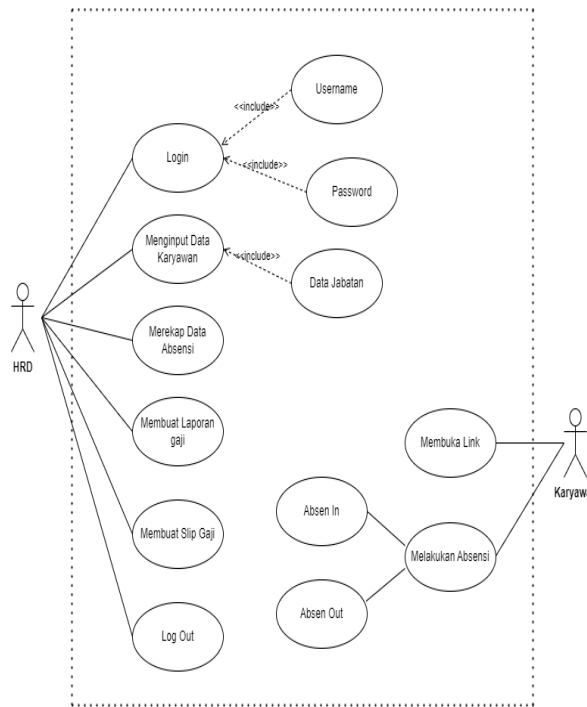 Username
<<include>>
Login
<<include>>
Password
Menginput Data
Karyawan
<<include>>
Data Jabatan
Merekap Data
Absensi
HRD
Membuat Laporan
gaji
Membuka Link
Karyawa
Absen In
Membuat Slip Gaji
Melakukan Absensi
Absen Out
Log Out